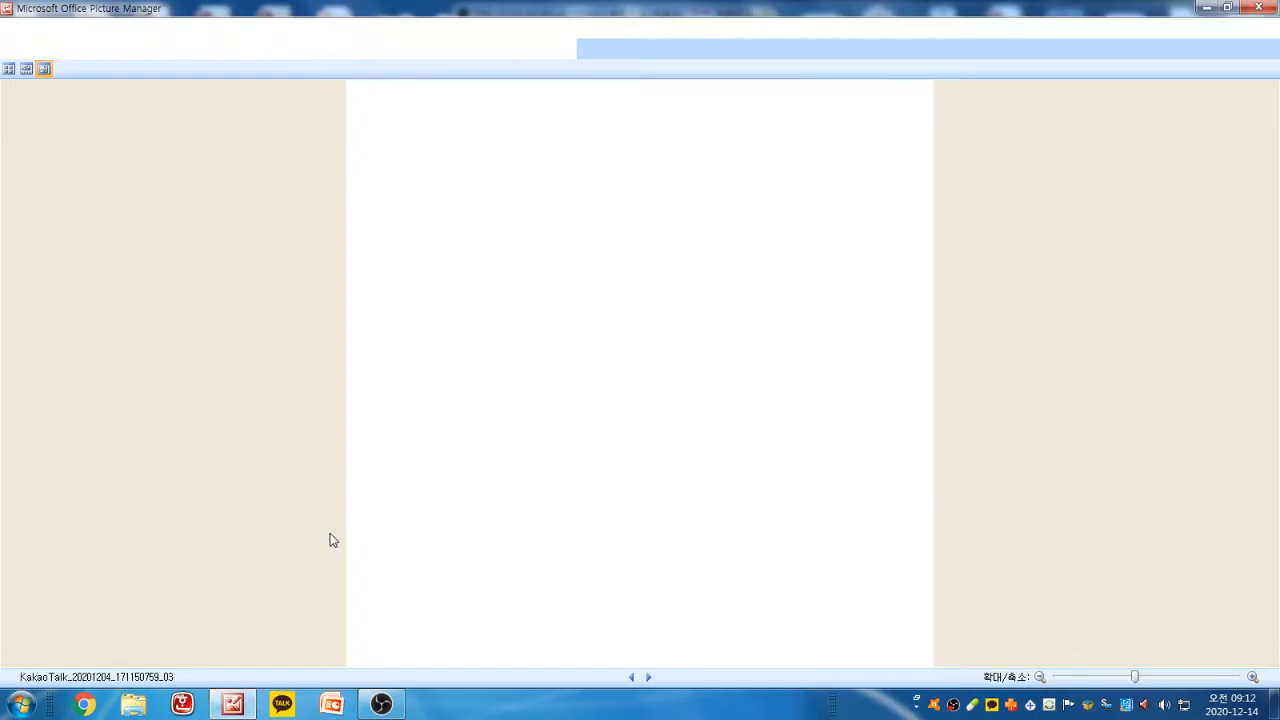 Microsoft Office Picture Manager
KakaoTalk_20201204_171150759_03
확대/축소:
TALK
오전 09:12
2020-12-14